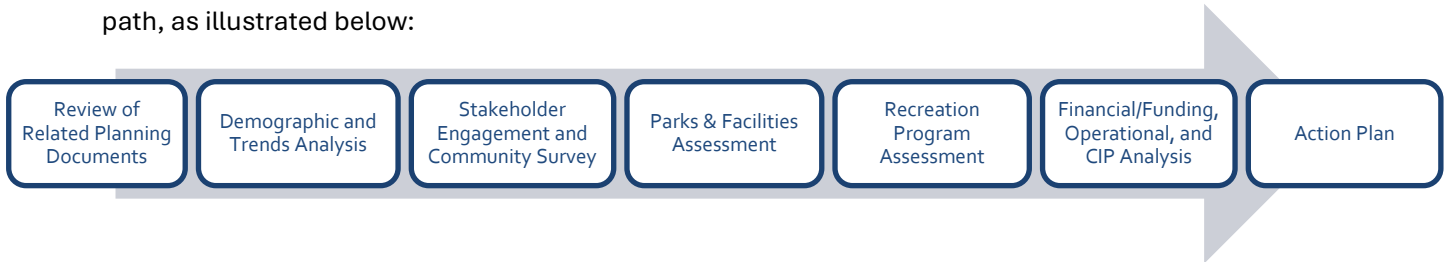 path, as illustrated below:
Review of
Related Planning
Documents
Demographic and
Trends Analysis
Stakeholder
Engagement and
Community Survey
Parks & Facilities
Assessment
Recreation
Program
Assessment
Financial/Funding,
Operational, and
CIP Analysis
Action Plan